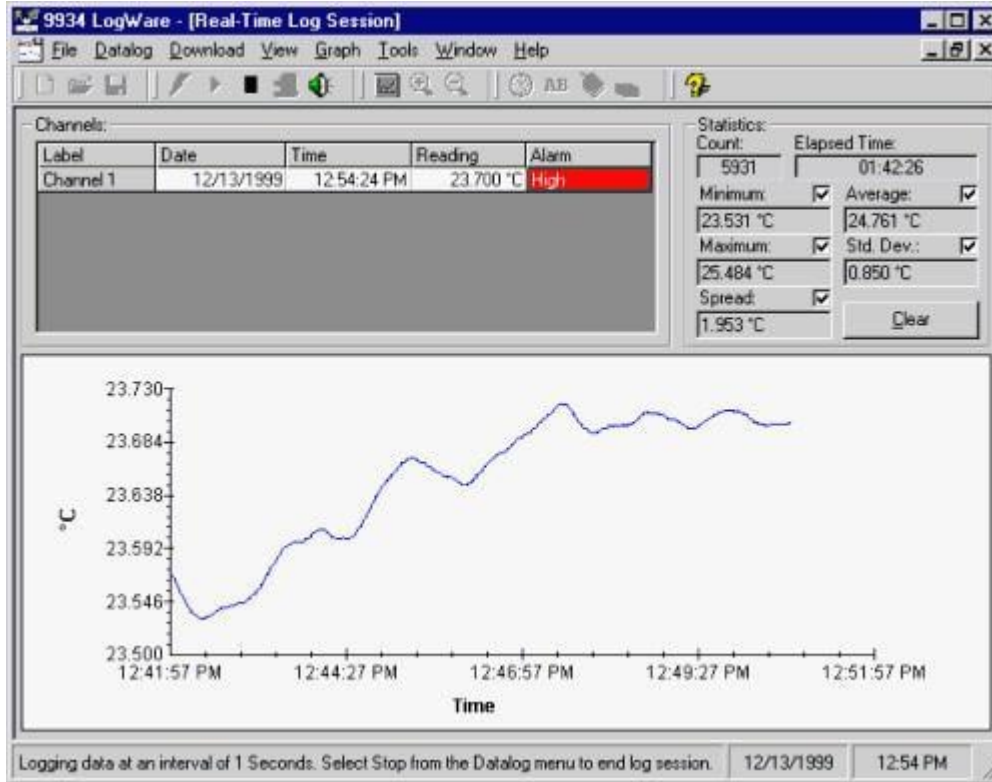 9934 LogWare - [Real-Time Log Session]
File Datalog Download View Graph Tools Window Help
AB
Channels:
Label Date Time Reading Alarm
Channel 1 12/13/1999 12:54:24 PM 23.700 °C High
Statistics:
Count: Elapsed Time:
5931 01:42:26
Minimum: Average:
23.531 °C 24.761 °C
Maximum: Std. Dev.:
25.484 °C 0.850 °C
Spread:
1.953 °C Clear
23.730
23.684
23.638
°C
23.592
23.546
23.500
12:41:57 PM 12:44:27 PM 12:46:57 PM 12:49:27 PM 12:51:57 PM
Time
Logging data at an interval of 1 Seconds. Select Stop from the Datalog menu to end log session. 12/13/1999 12:54 PM